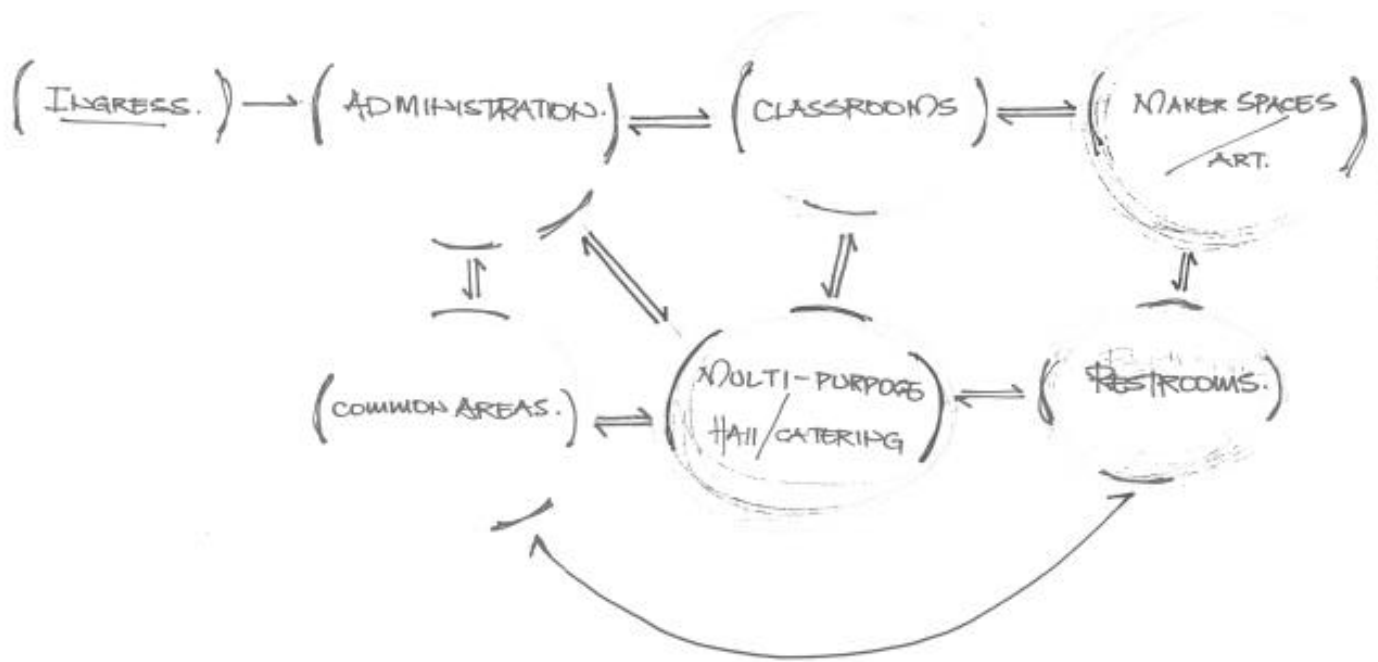 INGRESS.
ADMINISTRATION.
CLASSROOMS
MAKER SPACES
/
ART.
COMMON AREAS.
MULTI-PURPOSE
HALL/CATERING
RESTROOMS.